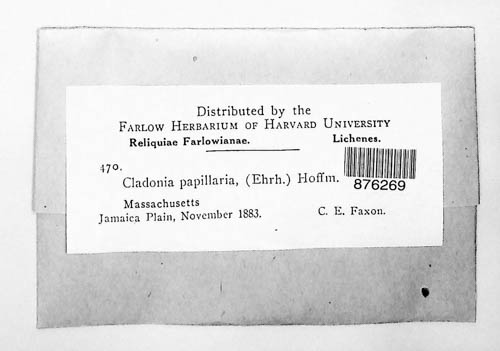 Distributed by the
FARLOW HERBARIUM OF HARVARD UNIVERSITY
Reliquiae Farlowianae. Lichenes.
470.
Cladonia papillaria, (Ehrh.) Hoffm.
876269
Massachusetts
Jamaica Plain, November 1883. C. E. Faxon.